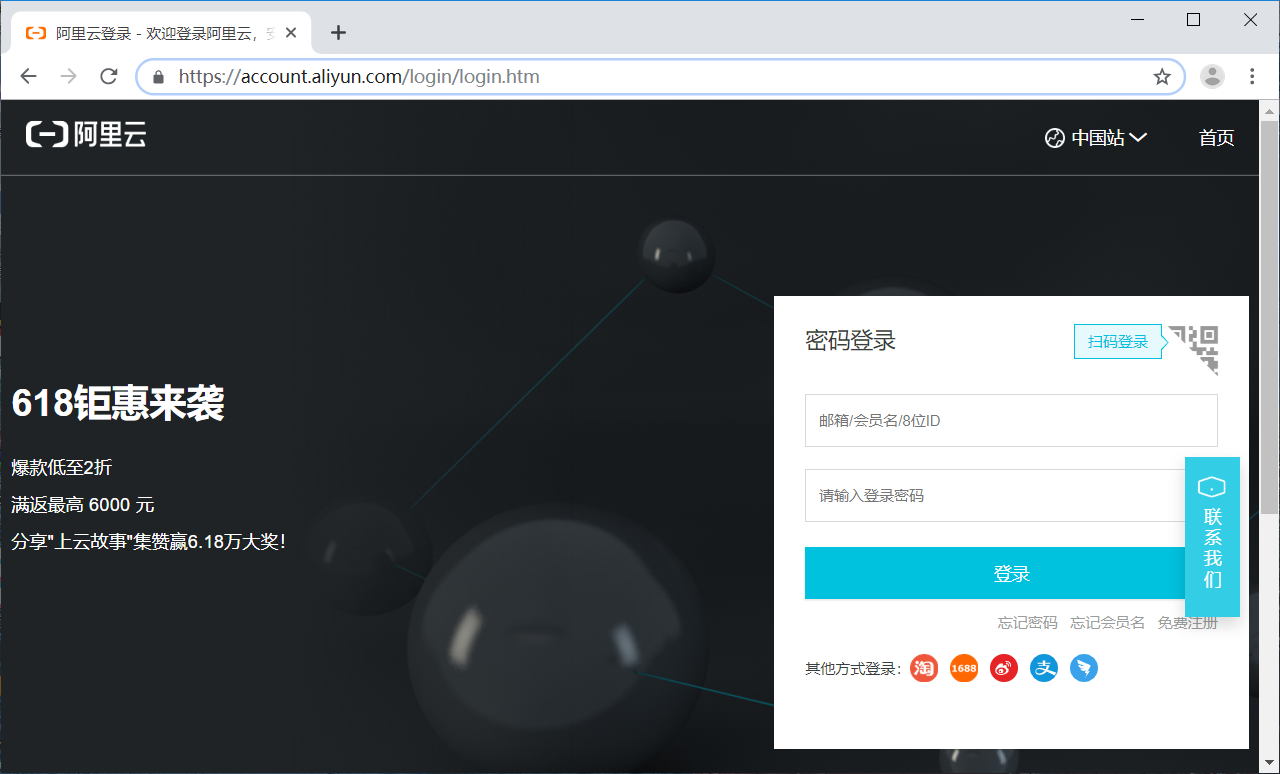 阿里云登录 - 欢迎登录阿里云，
https://account.aliyun.com/login/login.htm
阿里云
中国站
首页
618钜惠来袭
爆款低至2折
满返最高 6000 元
分享"上云故事"集赞赢6.18万大奖！
密码登录
扫码登录
邮箱/会员名/8位ID
请输入登录密码
登录
忘记密码 忘记会员名 免费注册
其他方式登录：
淘
1688
支
联系我们